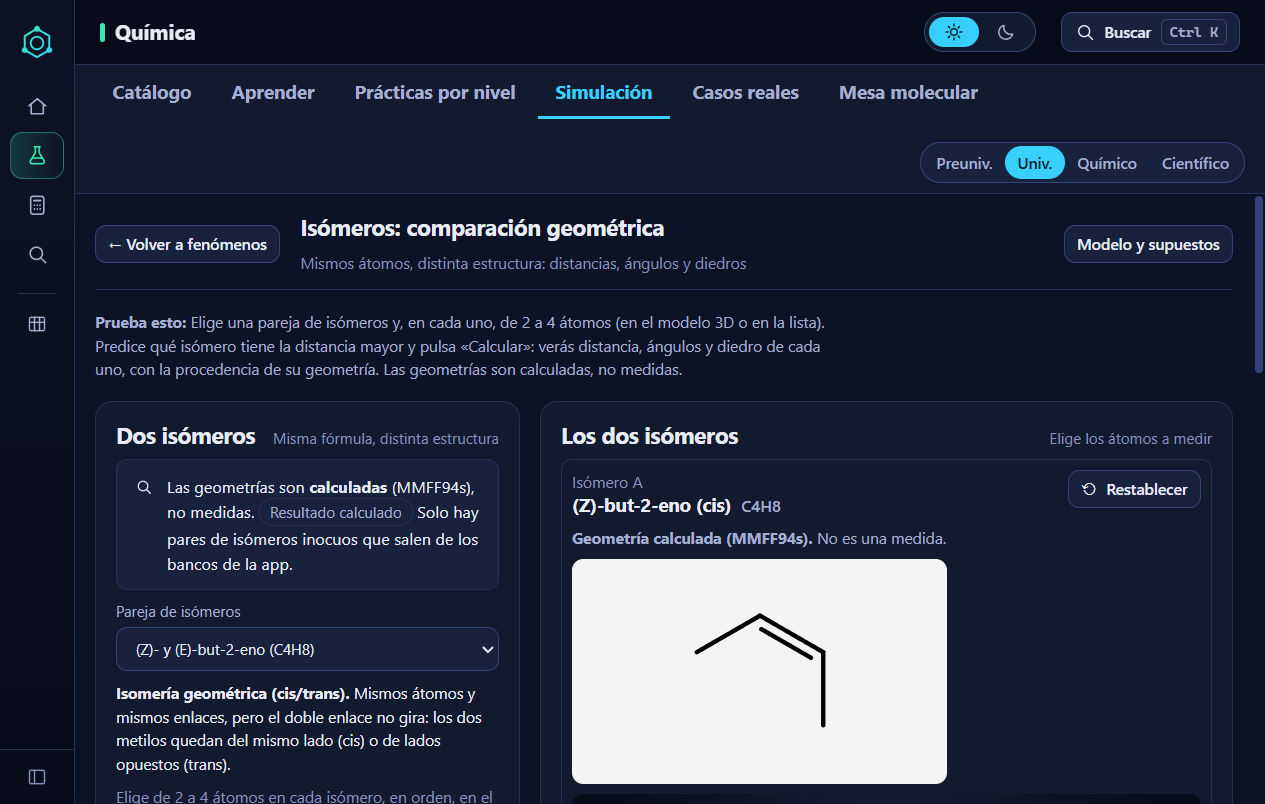 Química
Buscar Ctrl K
Catálogo Aprender Prácticas por nivel Simulación Casos reales Mesa molecular
Preuniv. Univ. Químico Científico
← Volver a fenómenos
Isómeros: comparación geométrica
Mismos átomos, distinta estructura: distancias, ángulos y diedros
Modelo y supuestos
Prueba esto: Elige una pareja de isómeros y, en cada uno, de 2 a 4 átomos (en el modelo 3D o en la lista).
Predice qué isómero tiene la distancia mayor y pulsa «Calcular»: verás distancia, ángulos y diedro de cada
uno, con la procedencia de su geometría. Las geometrías son calculadas, no medidas.
Dos isómeros Misma fórmula, distinta estructura
Las geometrías son calculadas (MMFF94s),
no medidas. Resultado calculado Solo hay
pares de isómeros inocuos que salen de los
bancos de la app.
Pareja de isómeros
(Z)- y (E)-but-2-eno (C4H8)
Isomería geométrica (cis/trans). Mismos átomos y
mismos enlaces, pero el doble enlace no gira: los dos
metilos quedan del mismo lado (cis) o de lados
opuestos (trans).
Elige de 2 a 4 átomos en cada isómero, en orden, en el
Los dos isómeros Elige los átomos a medir
Isómero A
(Z)-but-2-eno (cis) C4H8
Restablecer
Geometría calculada (MMFF94s). No es una medida.